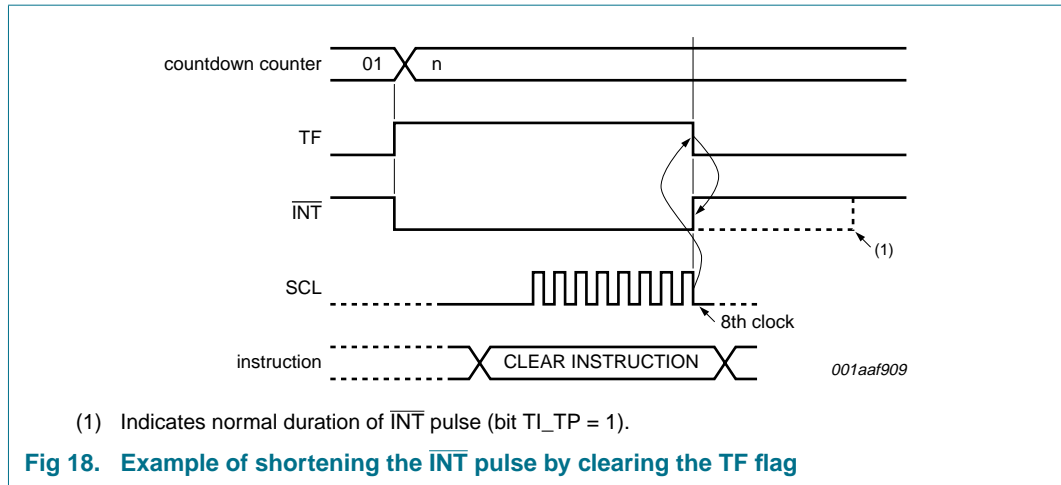 countdown counter 01 n
TF
INT
(1)
SCL
8th clock
instruction CLEAR INSTRUCTION
001aaf909
(1) Indicates normal duration of INT pulse (bit TI_TP = 1).
Fig 18. Example of shortening the INT pulse by clearing the TF flag